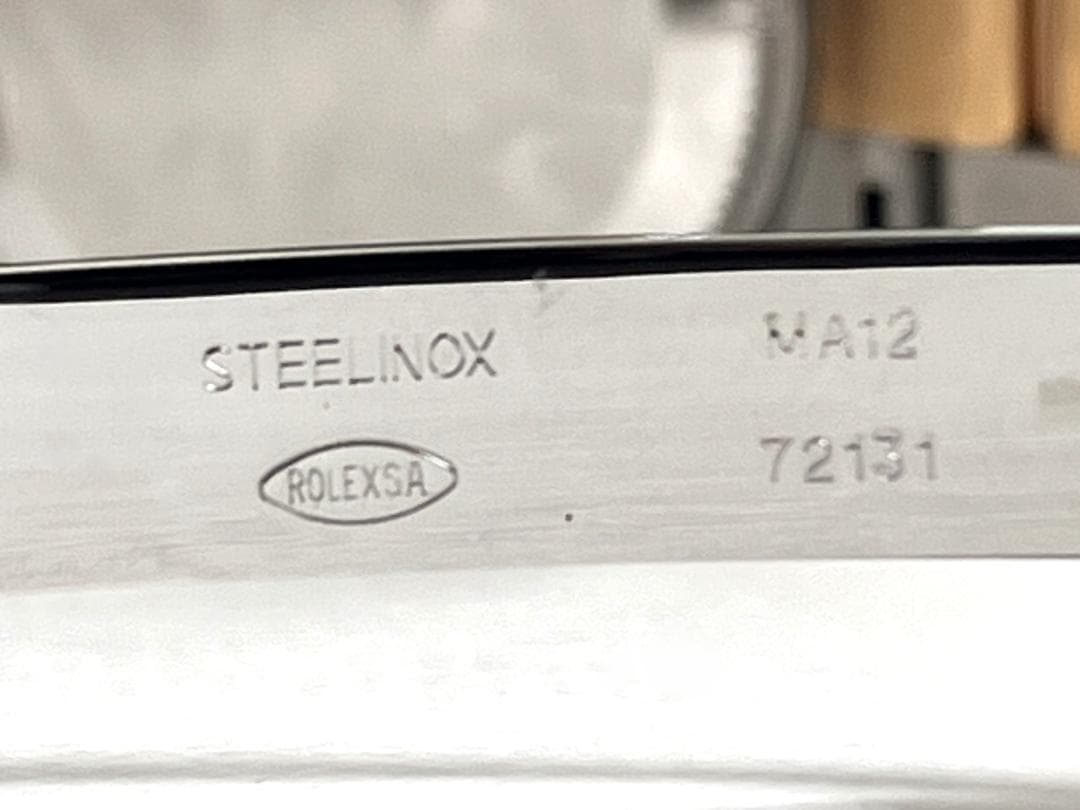 STEELINOX
MA12
ROLEXSA
72131